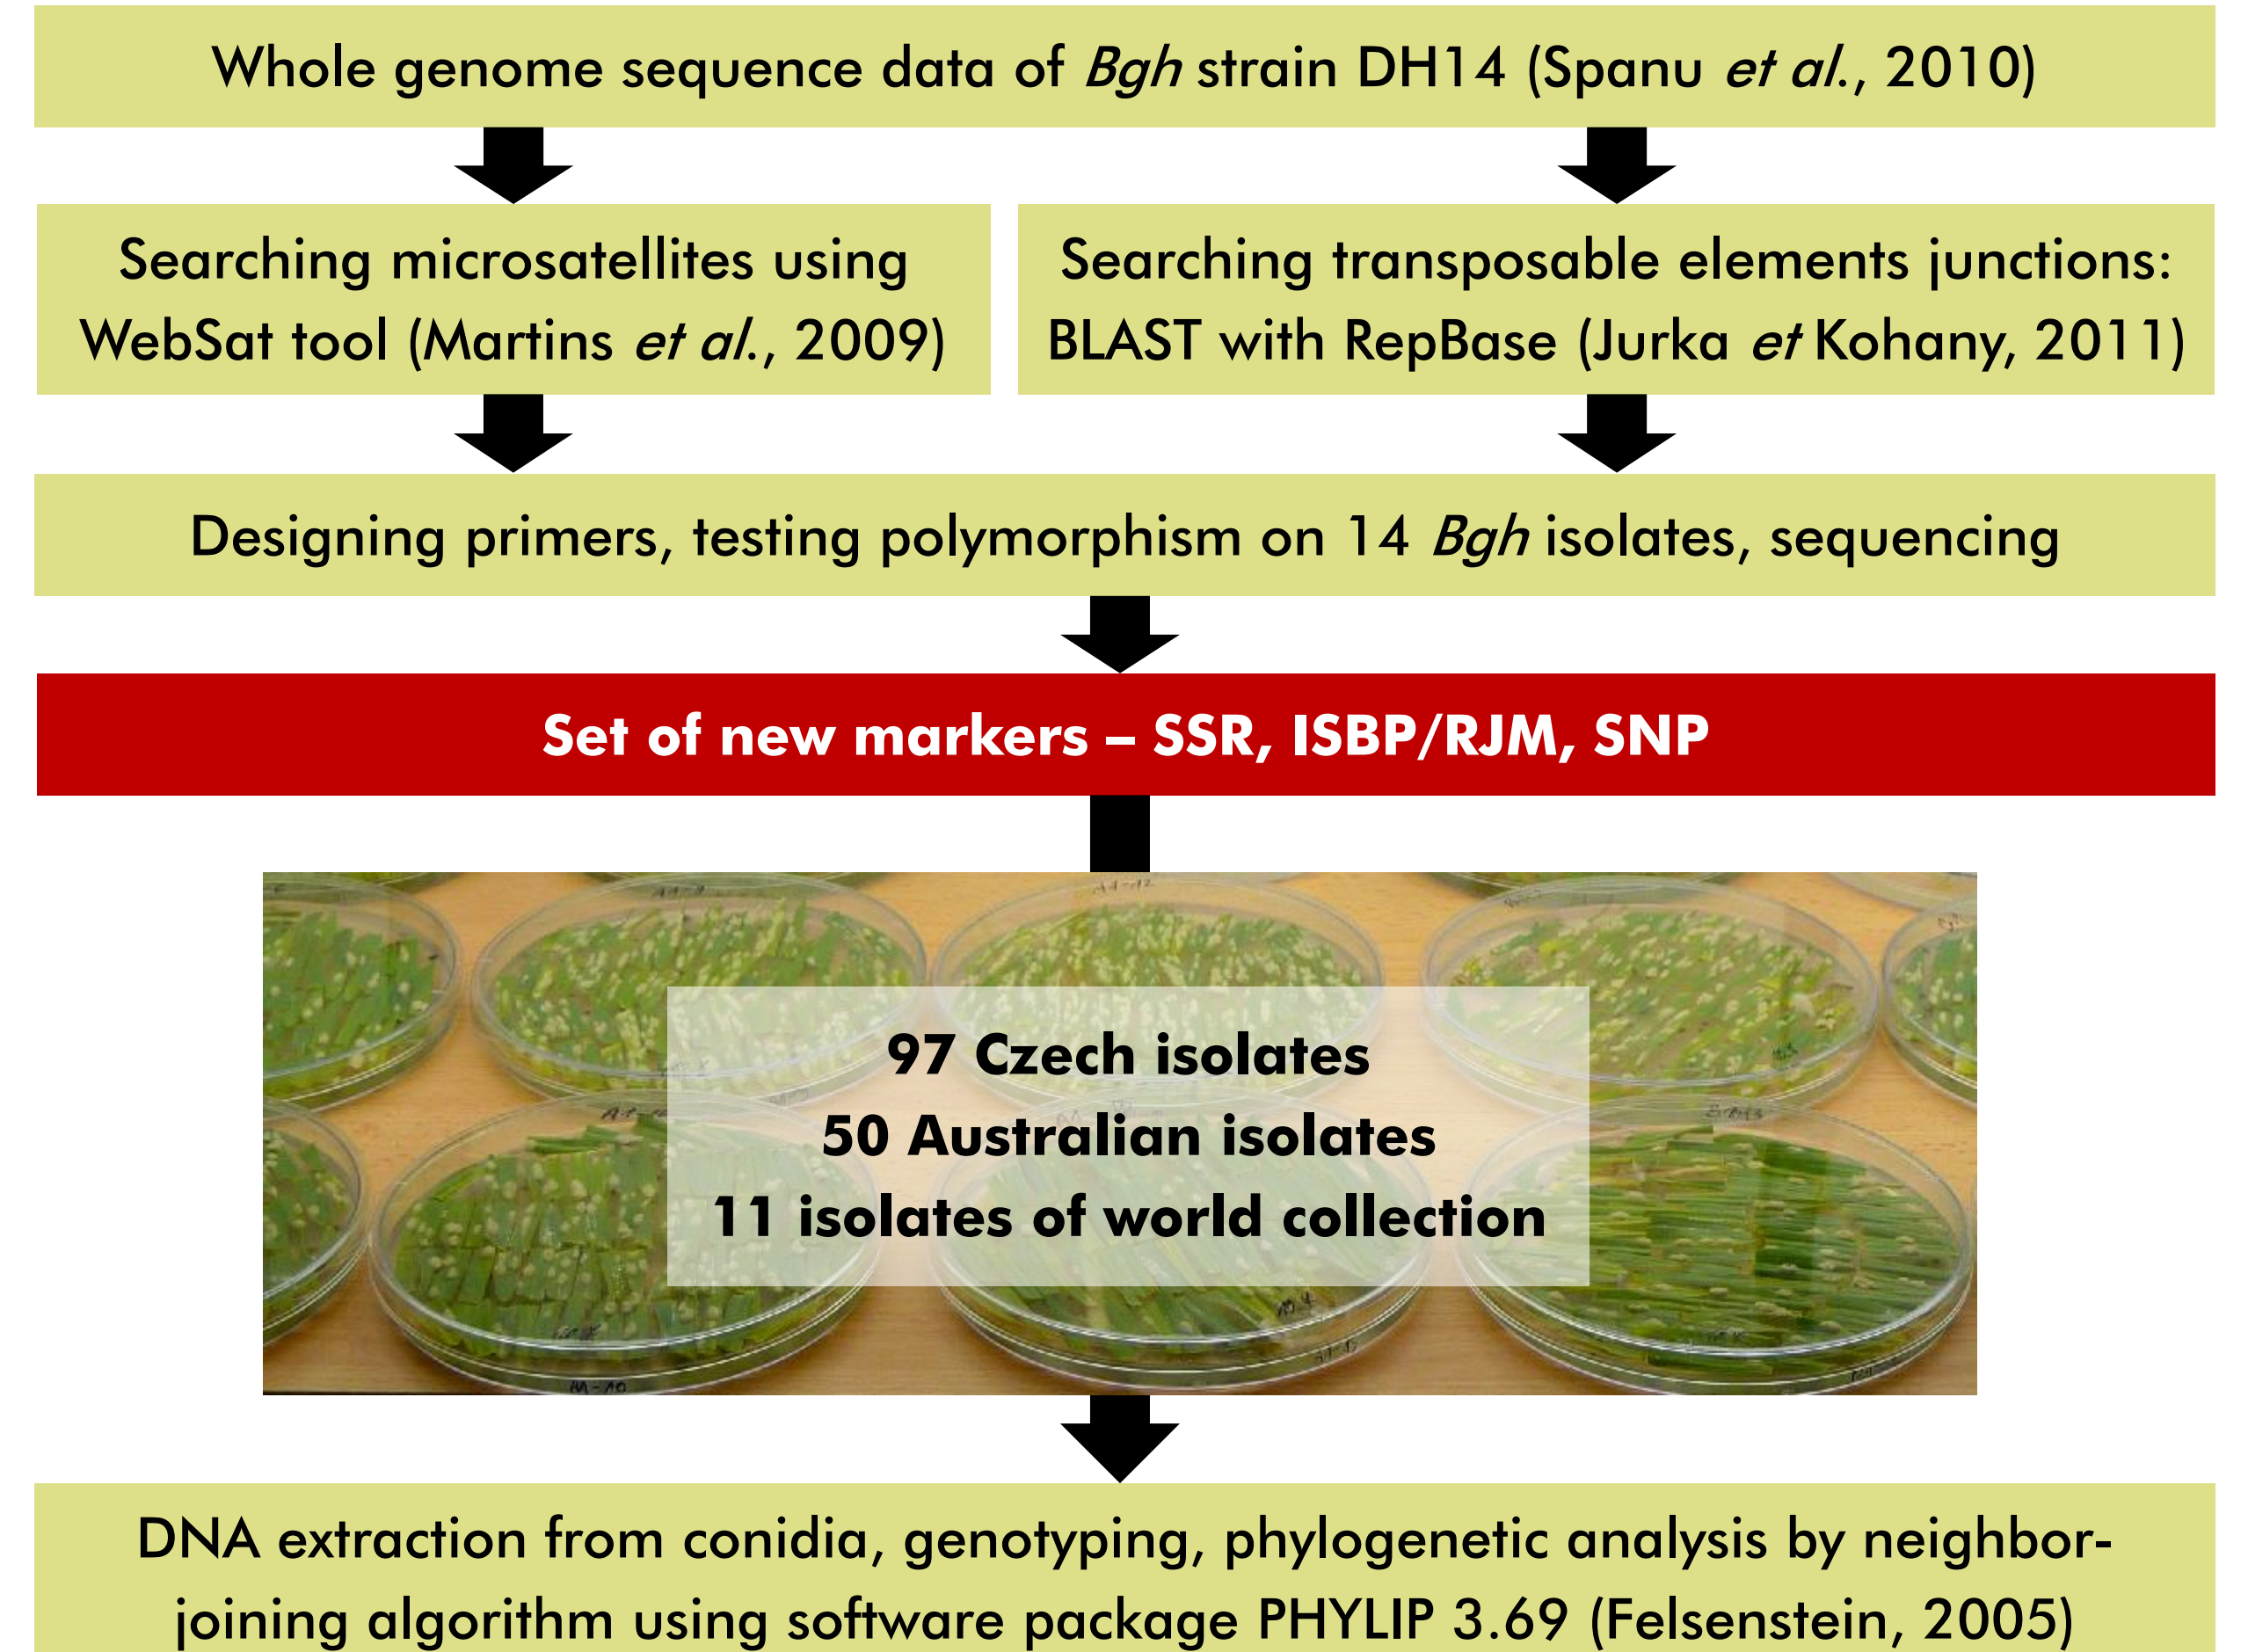 Whole genome sequence data of Bgh strain DH14 (Spanu et al., 2010)
Searching microsatellites using
WebSat tool (Martins et al., 2009)
Searching transposable elements junctions:
BLAST with RepBase (Jurka et Kohany, 2011)
Designing primers, testing polymorphism on 14 Bgh isolates, sequencing
Set of new markers – SSR, ISBP/RJM, SNP
97 Czech isolates
50 Australian isolates
11 isolates of world collection
DNA extraction from conidia, genotyping, phylogenetic analysis by neighbor-
joining algorithm using software package PHYLIP 3.69 (Felsenstein, 2005)